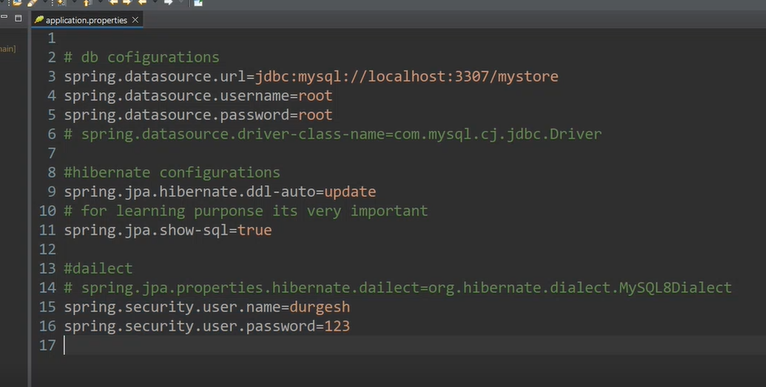 application.properties
main]
1
2 # db cofigurations
3 spring.datasource.url=jdbc:mysql://localhost:3307/mystore
4 spring.datasource.username=root
5 spring.datasource.password=root
6 # spring.datasource.driver-class-name=com.mysql.cj.jdbc.Driver
7
8 #hibernate configurations
9 spring.jpa.hibernate.ddl-auto=update
10 # for learning purponse its very important
11 spring.jpa.show-sql=true
12
13 #dailect
14 # spring.jpa.properties.hibernate.dailect=org.hibernate.dialect.MySQL8Dialect
15 spring.security.user.name=durgesh
16 spring.security.user.password=123
17